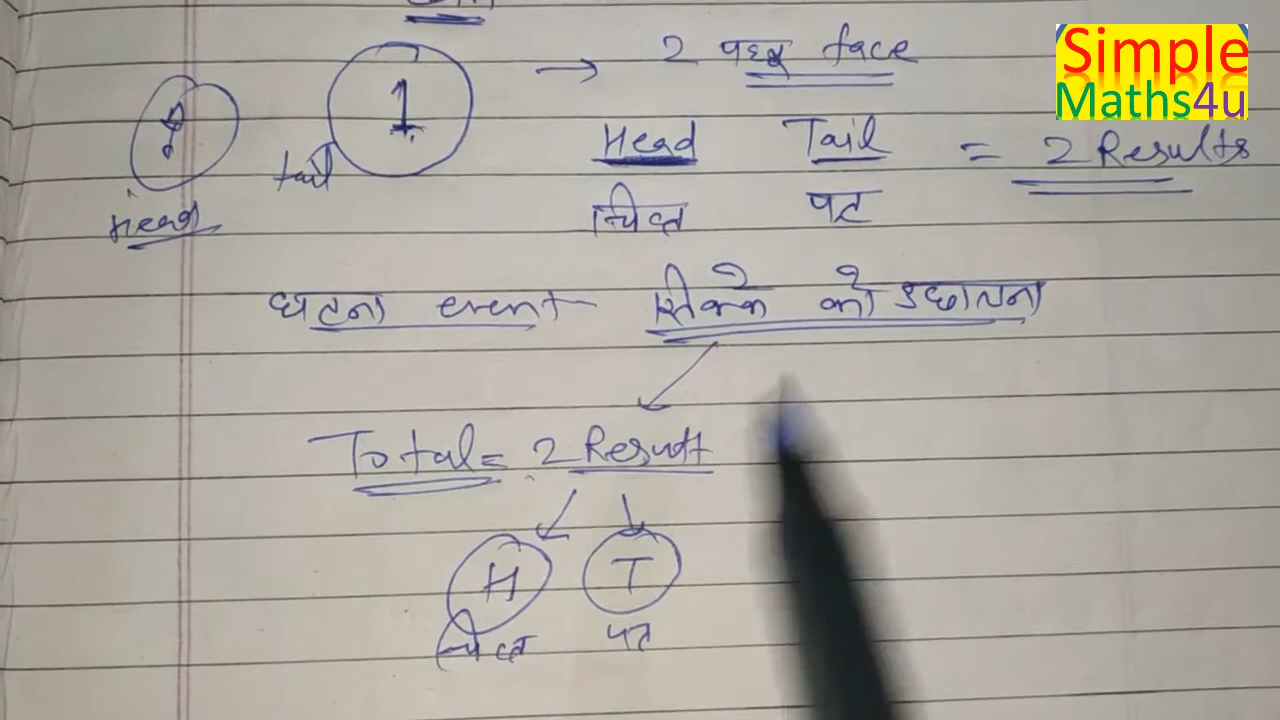 Simple
Maths4u
1 → 2 पक्ष face
Head
tail
Head Tail = 2 Results
चित्त पट
घटना event सिक्के को उछालना
Total = 2 Result
H T
चित्त पट